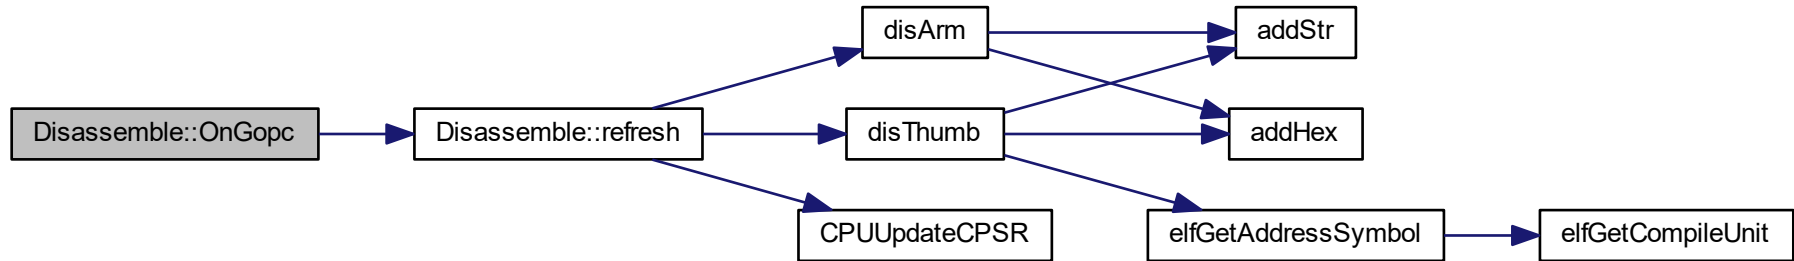 disArm
addStr
Disassemble::OnGopc
Disassemble::refresh
disThumb
addHex
CPUUpdateCPSR
elfGetAddressSymbol
elfGetCompileUnit